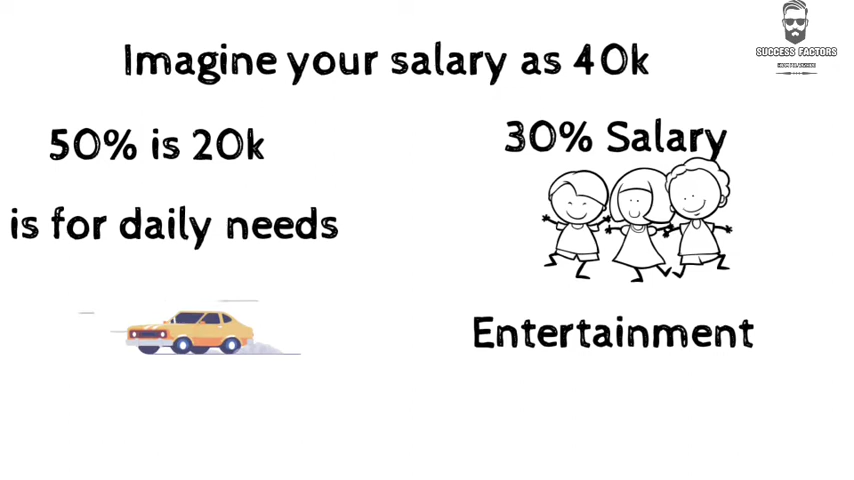 Imagine your salary as 40k
50% is 20k
is for daily needs
30% Salary
Entertainment
SUCCESS FACTORS